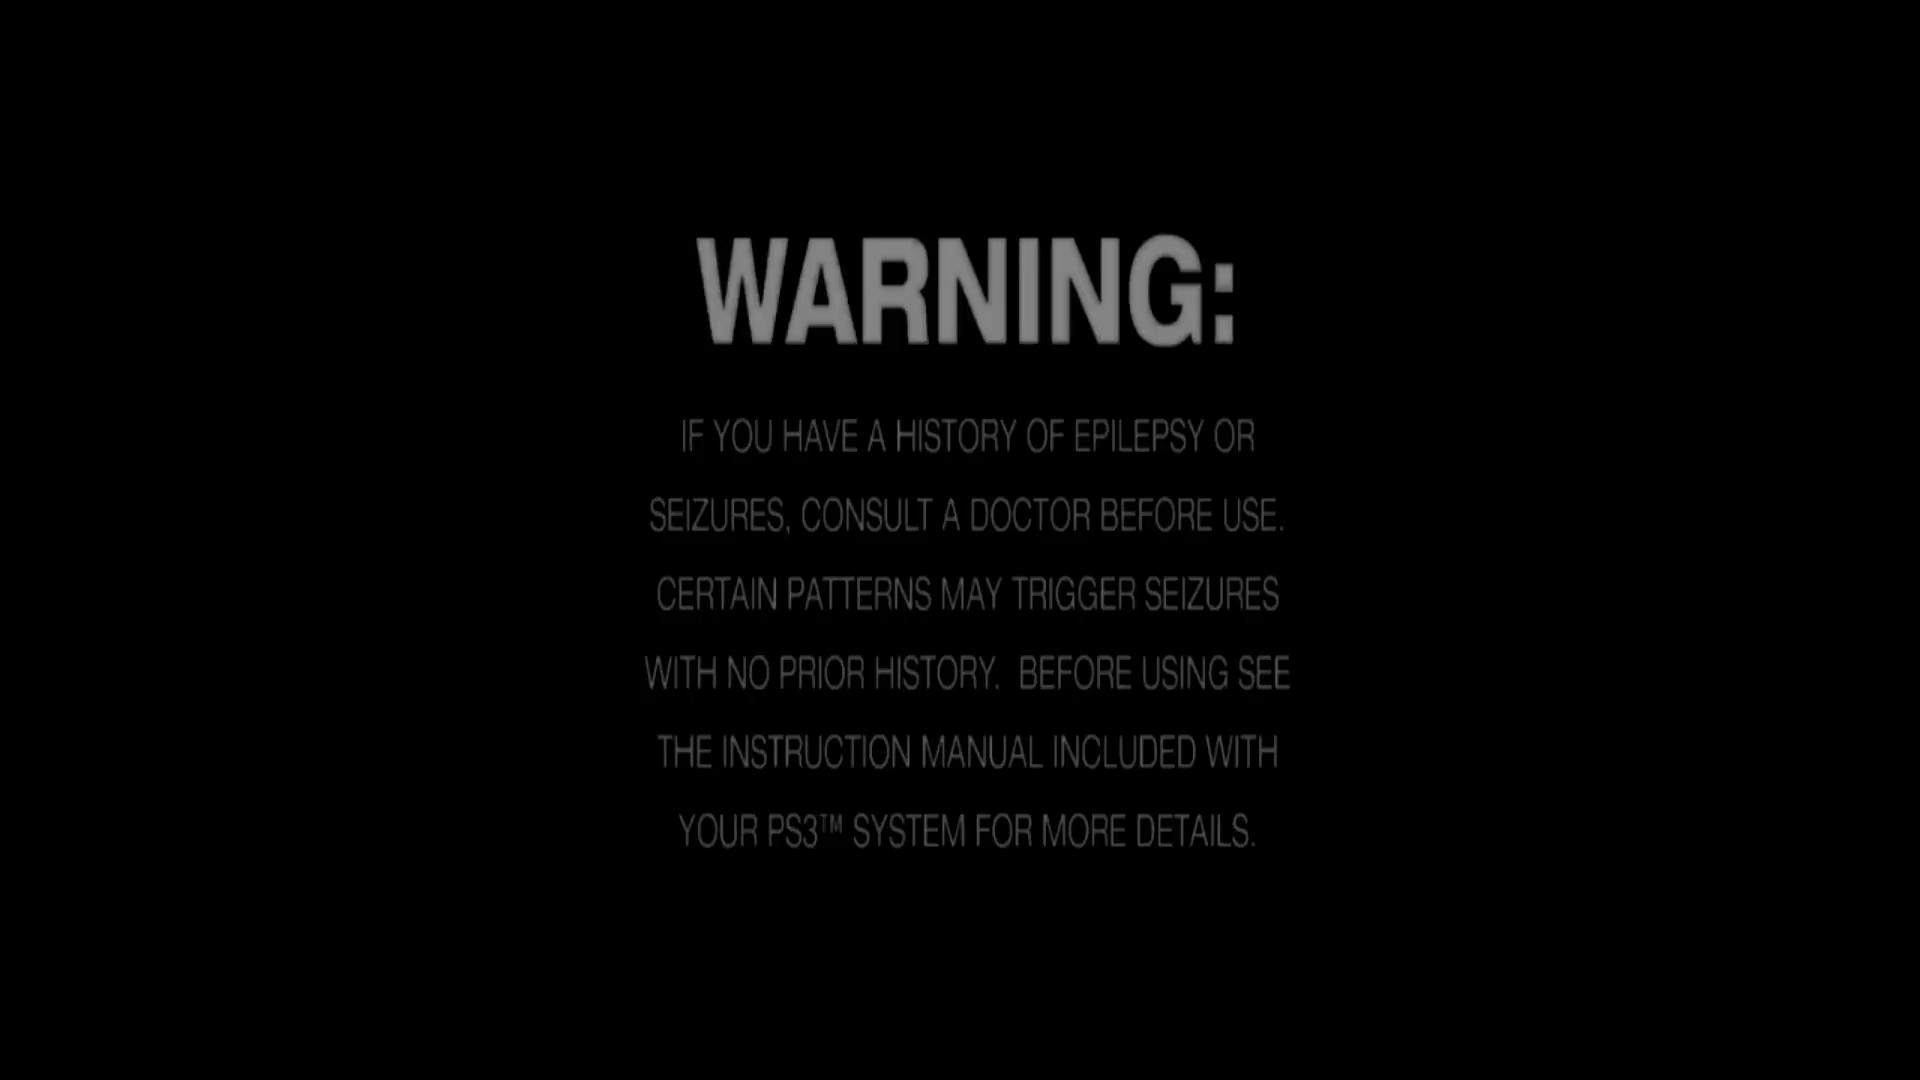 WARNING:
IF YOU HAVE A HISTORY OF EPILEPSY OR
SEIZURES, CONSULT A DOCTOR BEFORE USE.
CERTAIN PATTERNS MAY TRIGGER SEIZURES
WITH NO PRIOR HISTORY.  BEFORE USING SEE
THE INSTRUCTION MANUAL INCLUDED WITH
YOUR PS3™ SYSTEM FOR MORE DETAILS.